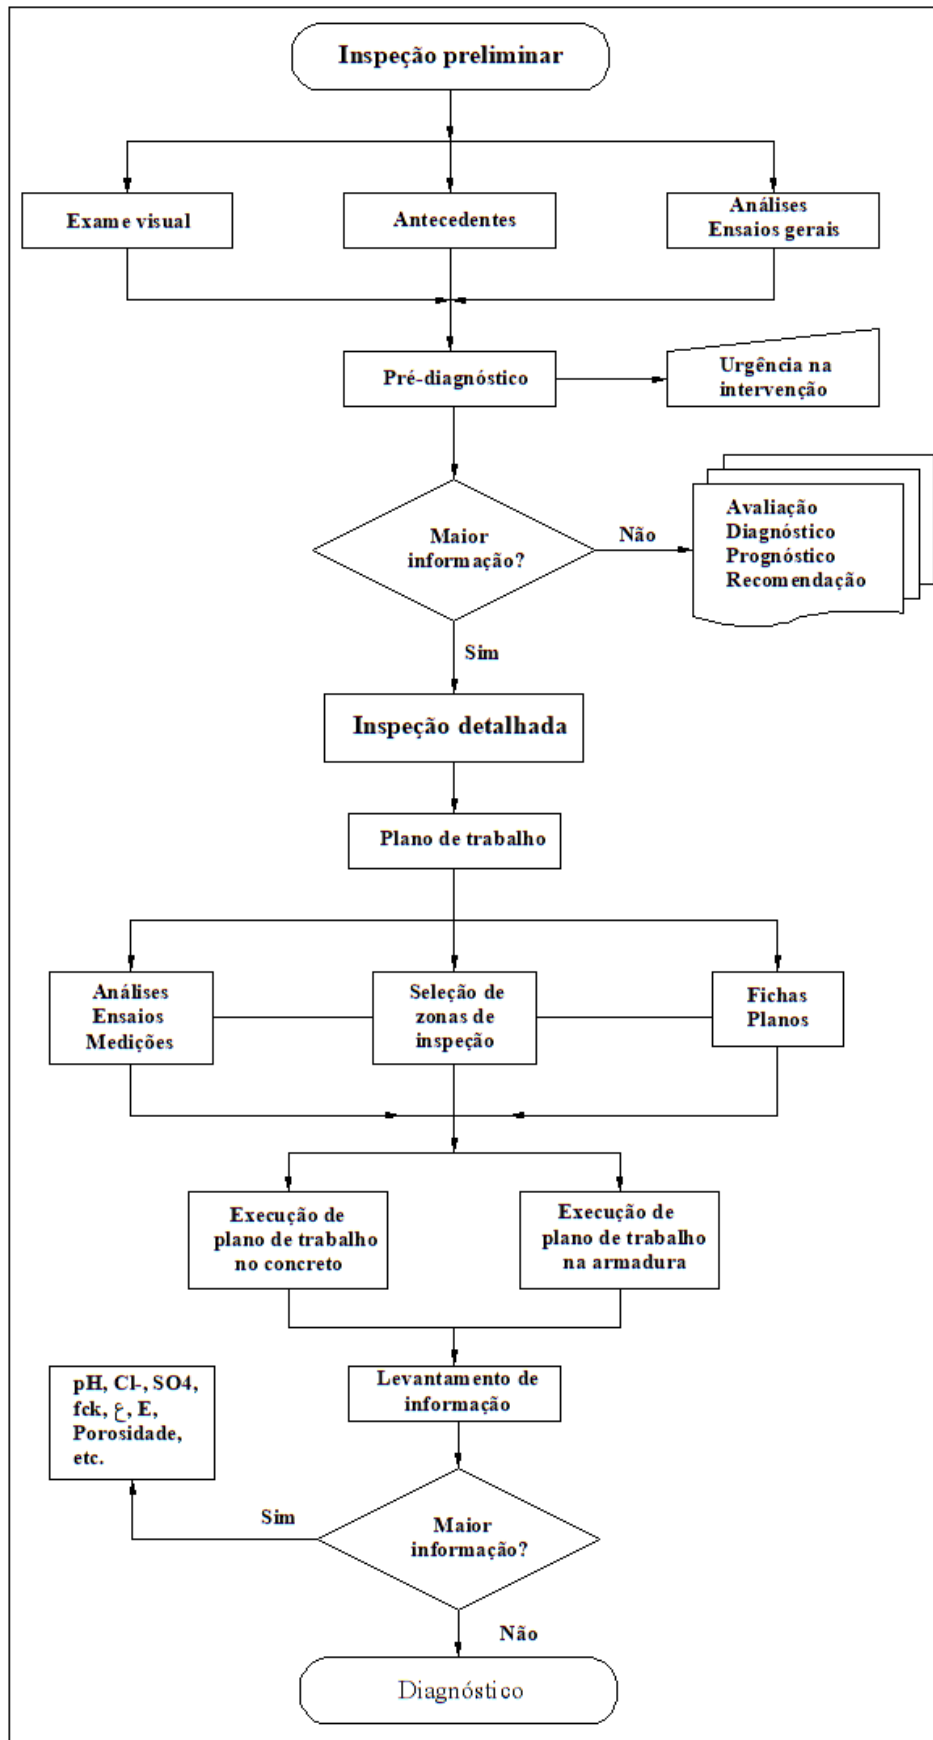 Inspeção preliminar
Exame visual
Antecedentes
Análises
Ensaios gerais
Pré-diagnóstico
Urgência na
intervenção
Maior
informação?
Não
Avaliação
Diagnóstico
Prognóstico
Recomendação
Sim
Inspeção detalhada
Plano de trabalho
Análises
Ensaios
Medições
Seleção de
zonas de
inspeção
Fichas
Planos
Execução de
plano de trabalho
no concreto
Execução de
plano de trabalho
na armadura
Levantamento de
informação
pH, Cl-, SO4,
fck, ع, E,
Porosidade,
etc.
Sim
Maior
informação?
Não
Diagnóstico